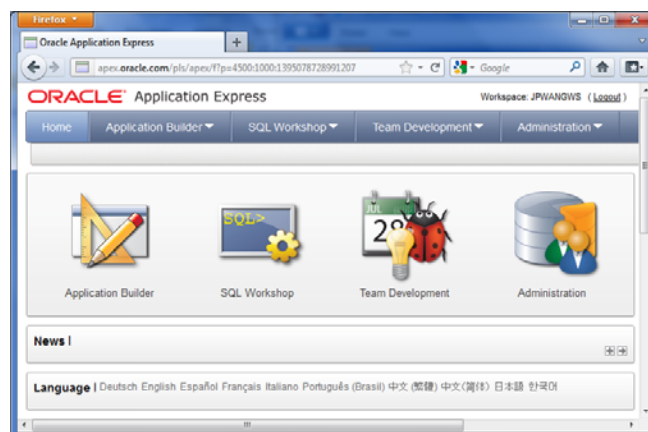 Firefox
Oracle Application Express
apex.oracle.com/pls/apex/f?p=4500:1000:1395078728991207
Google
ORACLE Application Express
Workspace: JPWANGWS (Logout)
Home Application Builder SQL Workshop Team Development Administration
SQL>
JUL
28
Application Builder SQL Workshop Team Development Administration
News
Language Deutsch English Español Français Italiano Português (Brasil) 中文 (繁體) 中文(简体) 日本語 한국어